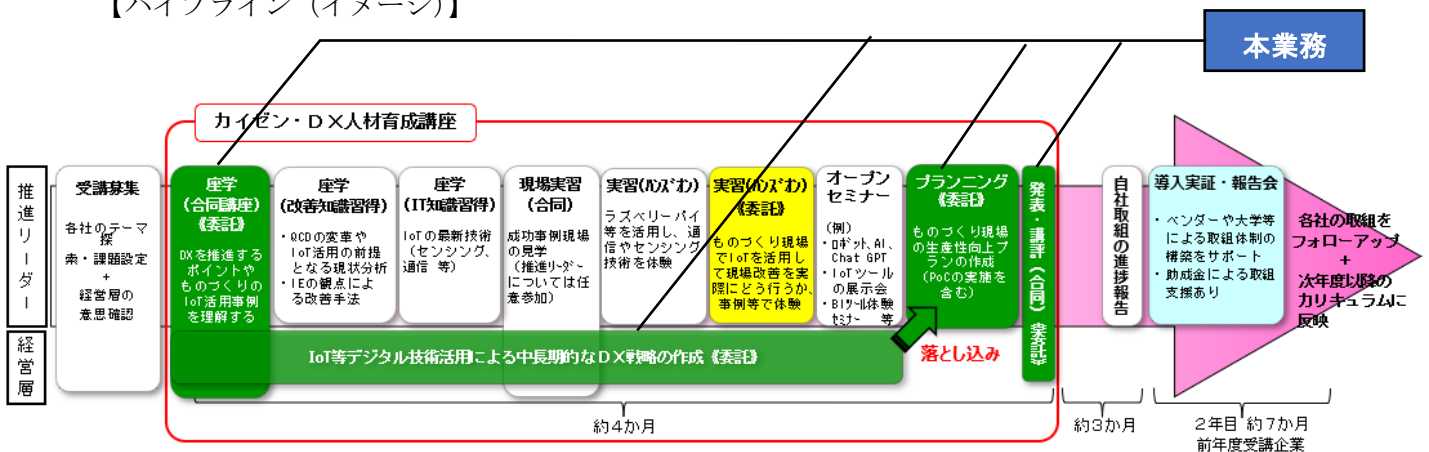 【パイプライン（イメージ）】
本業務
カイゼン・ＤＸ人材育成講座
推進リーダー
経営層
受講募集
各社のテーマ探
索・課題設定
+
経営層の
意思確認
座学
(合同講座)
《委託》
DXを推進する
ポイントや
ものづくりの
IoT活用事例
を理解する
座学
(改善知識習得)
・QCDの変革や
IoT活用の前提
となる現状分析
・IEの観点によ
る改善手法
座学
(IT知識習得)
IoTの最新技術
(センシング、
通信 等)
現場実習
(合同)
成功事例現場
の見学
(推進リーダー
については任
意参加)
実習(ハンズオン)
ラズベリーパイ
等を活用し、通
信やセンシング
技術を体験
実習(ハンズオン)
《委託》
ものづくり現場
でIoTを活用し
て現場改善を実
際にどう行うか、
事例等で体験
オープン
セミナー
(例)
・ロボット、AI、
Chat GPT
・IoTツール
の展示会
・BIツール体験
セミナー 等
プランニング
《委託》
ものづくり現場
の生産性向上プ
ランの作成
(PoCの実施を
含む)
発表・講評（合同）《委託》
自社取組の進捗報告
導入実証・報告会
・ベンダーや大学等
による取組体制の
構築をサポート
・助成金による取組
支援あり
各社の取組を
フォローアップ
+
次年度以降の
カリキュラムに
反映
IoT等デジタル技術活用による中長期的なＤＸ戦略の作成《委託》
落とし込み
約4か月
約3か月
2年目 約7か月
前年度受講企業